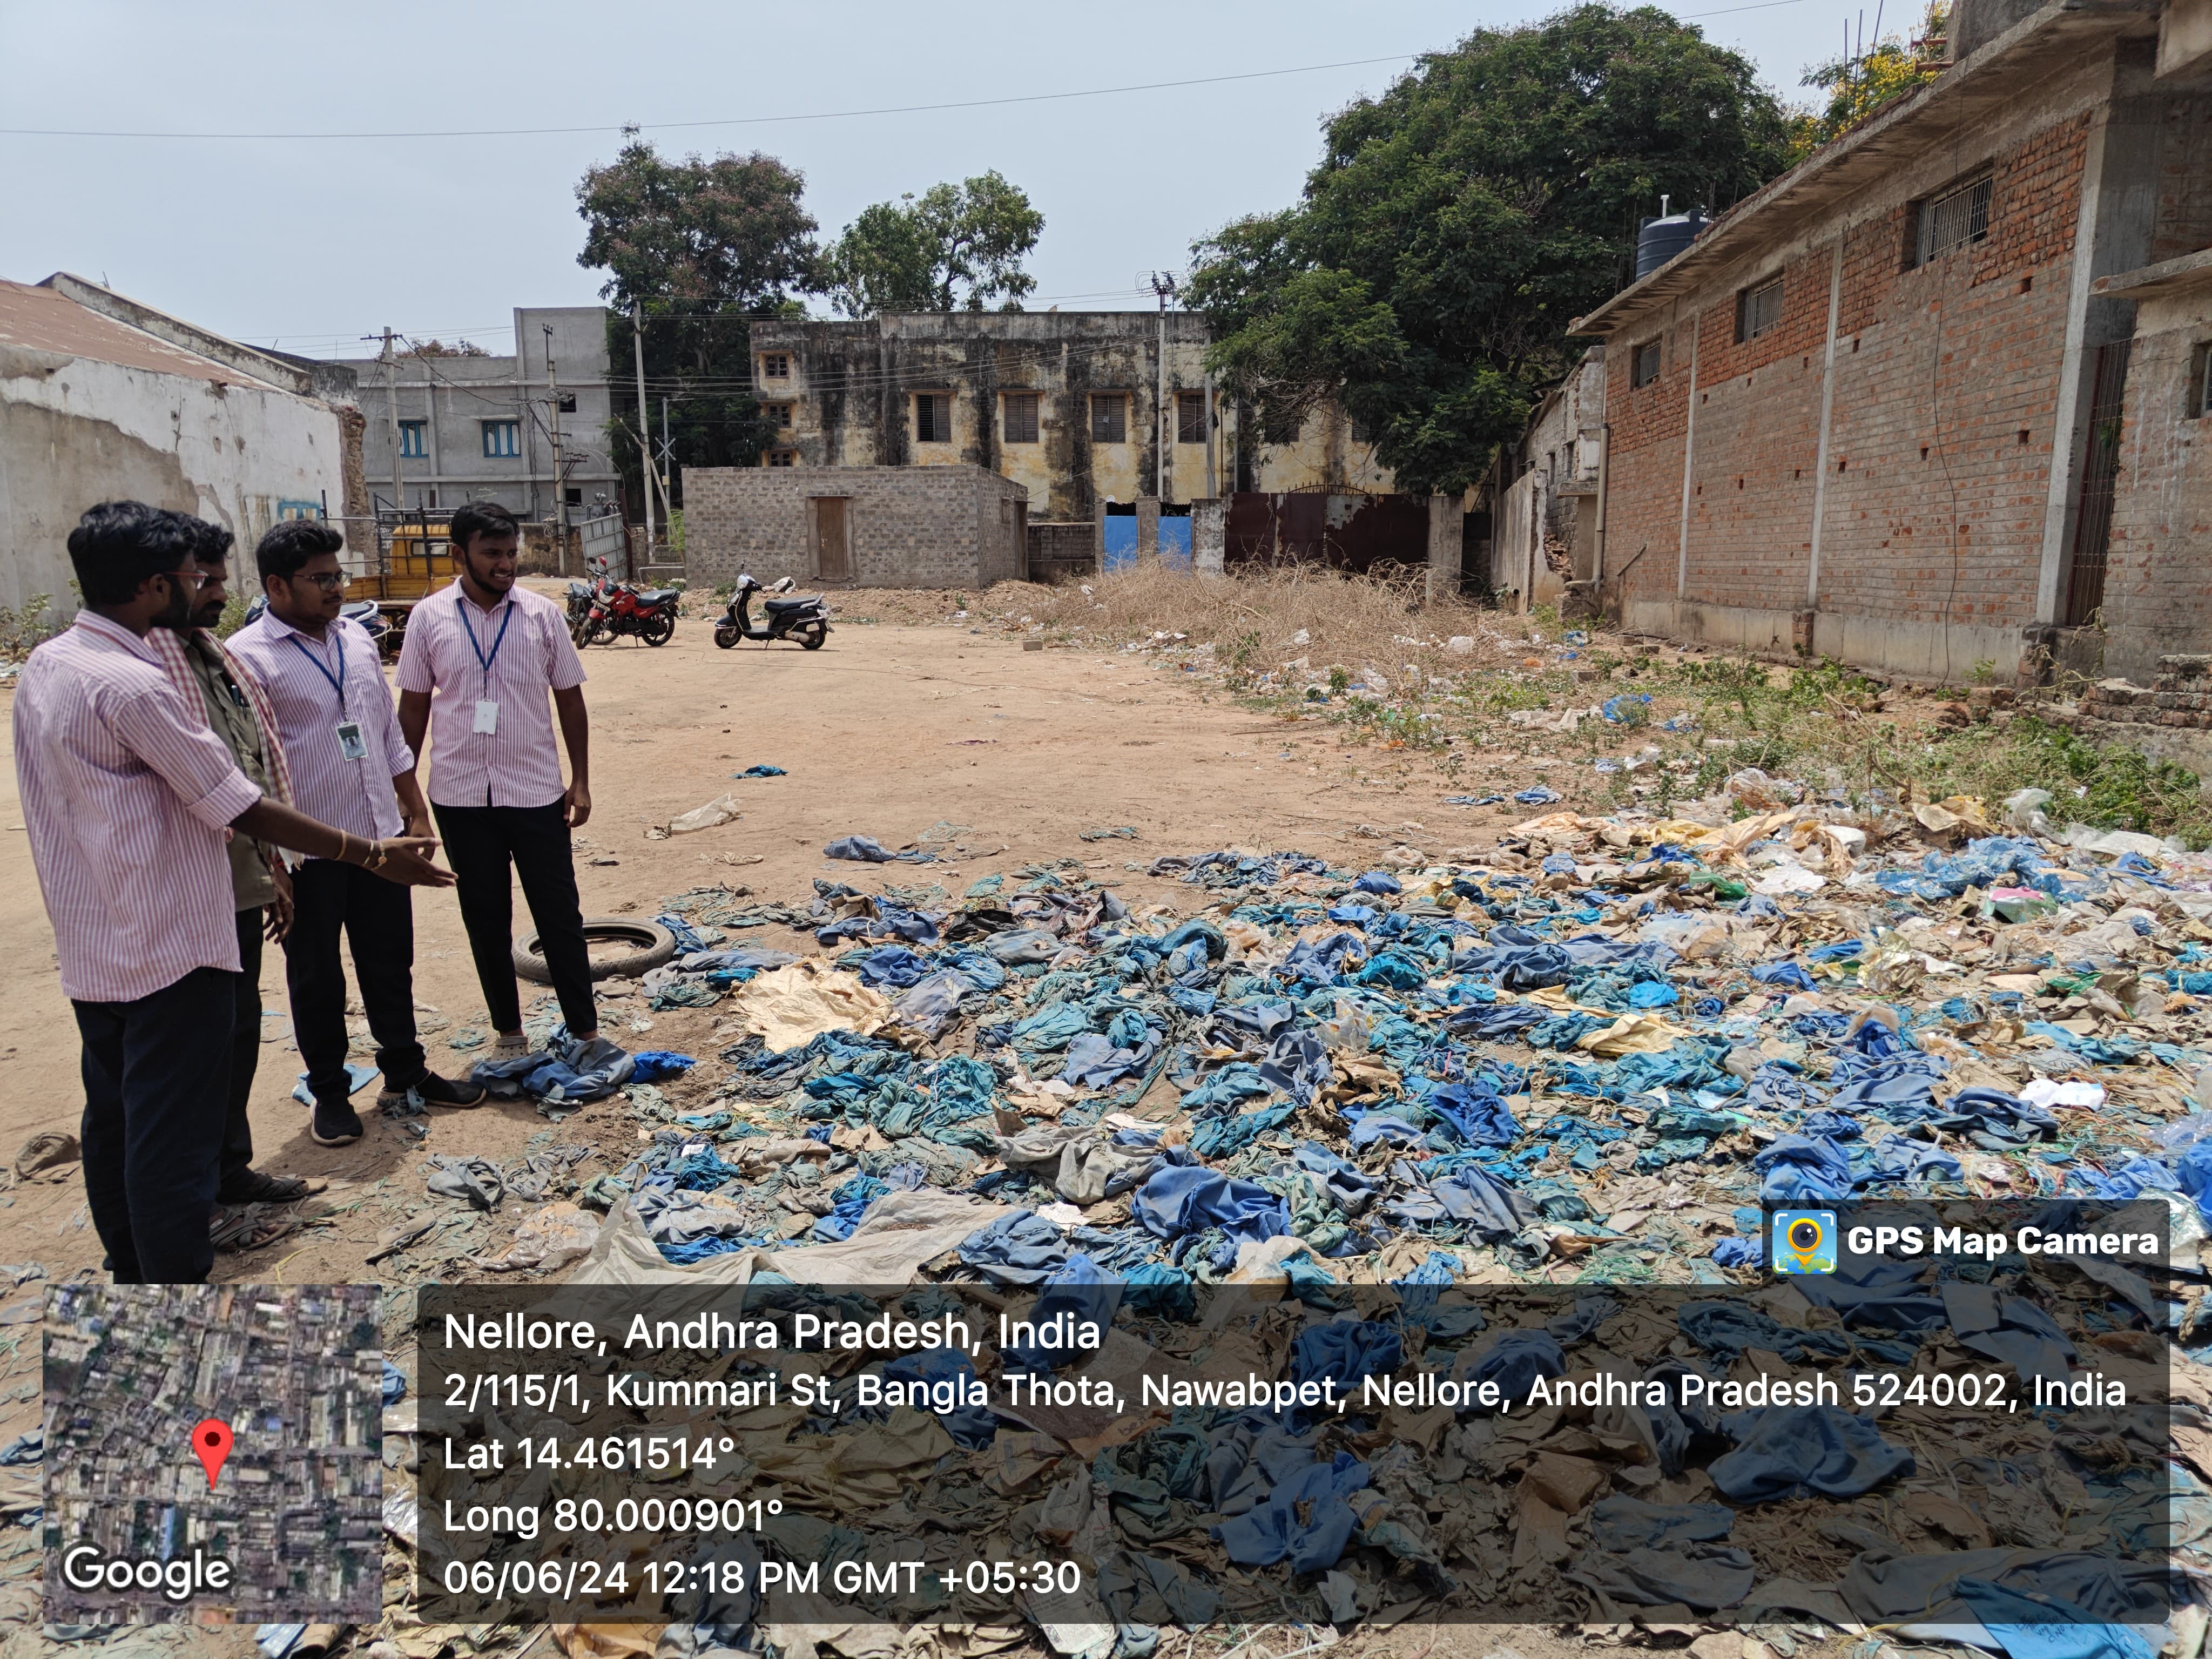 GPS Map Camera
Nellore, Andhra Pradesh, India
2/115/1, Kummari St, Bangla Thota, Nawabpet, Nellore, Andhra Pradesh 524002, India
Lat 14.461514°
Long 80.000901°
06/06/24 12:18 PM GMT +05:30
Google